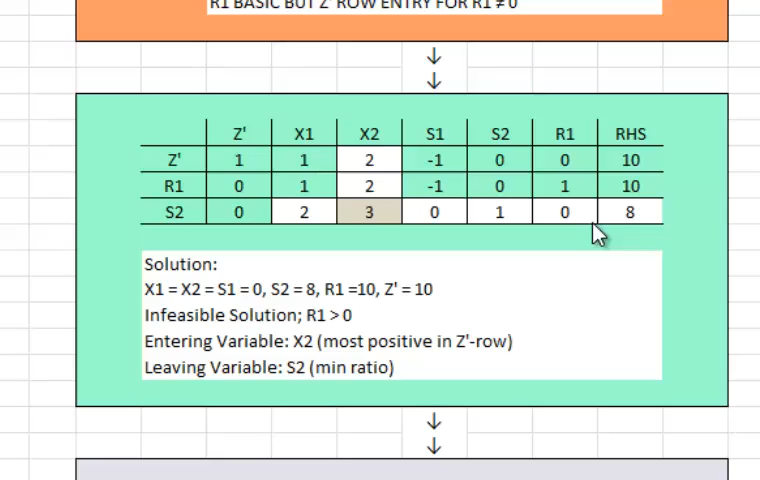 R1 BASIC BUT Z' ROW ENTRY FOR R1 ≠ 0
↓
↓
Z' X1 X2 S1 S2 R1 RHS
Z' 1 1 2 -1 0 0 10
R1 0 1 2 -1 0 1 10
S2 0 2 3 0 1 0 8
Solution:
X1 = X2 = S1 = 0, S2 = 8, R1 =10, Z' = 10
Infeasible Solution; R1 > 0
Entering Variable: X2 (most positive in Z'-row)
Leaving Variable: S2 (min ratio)
↓
↓